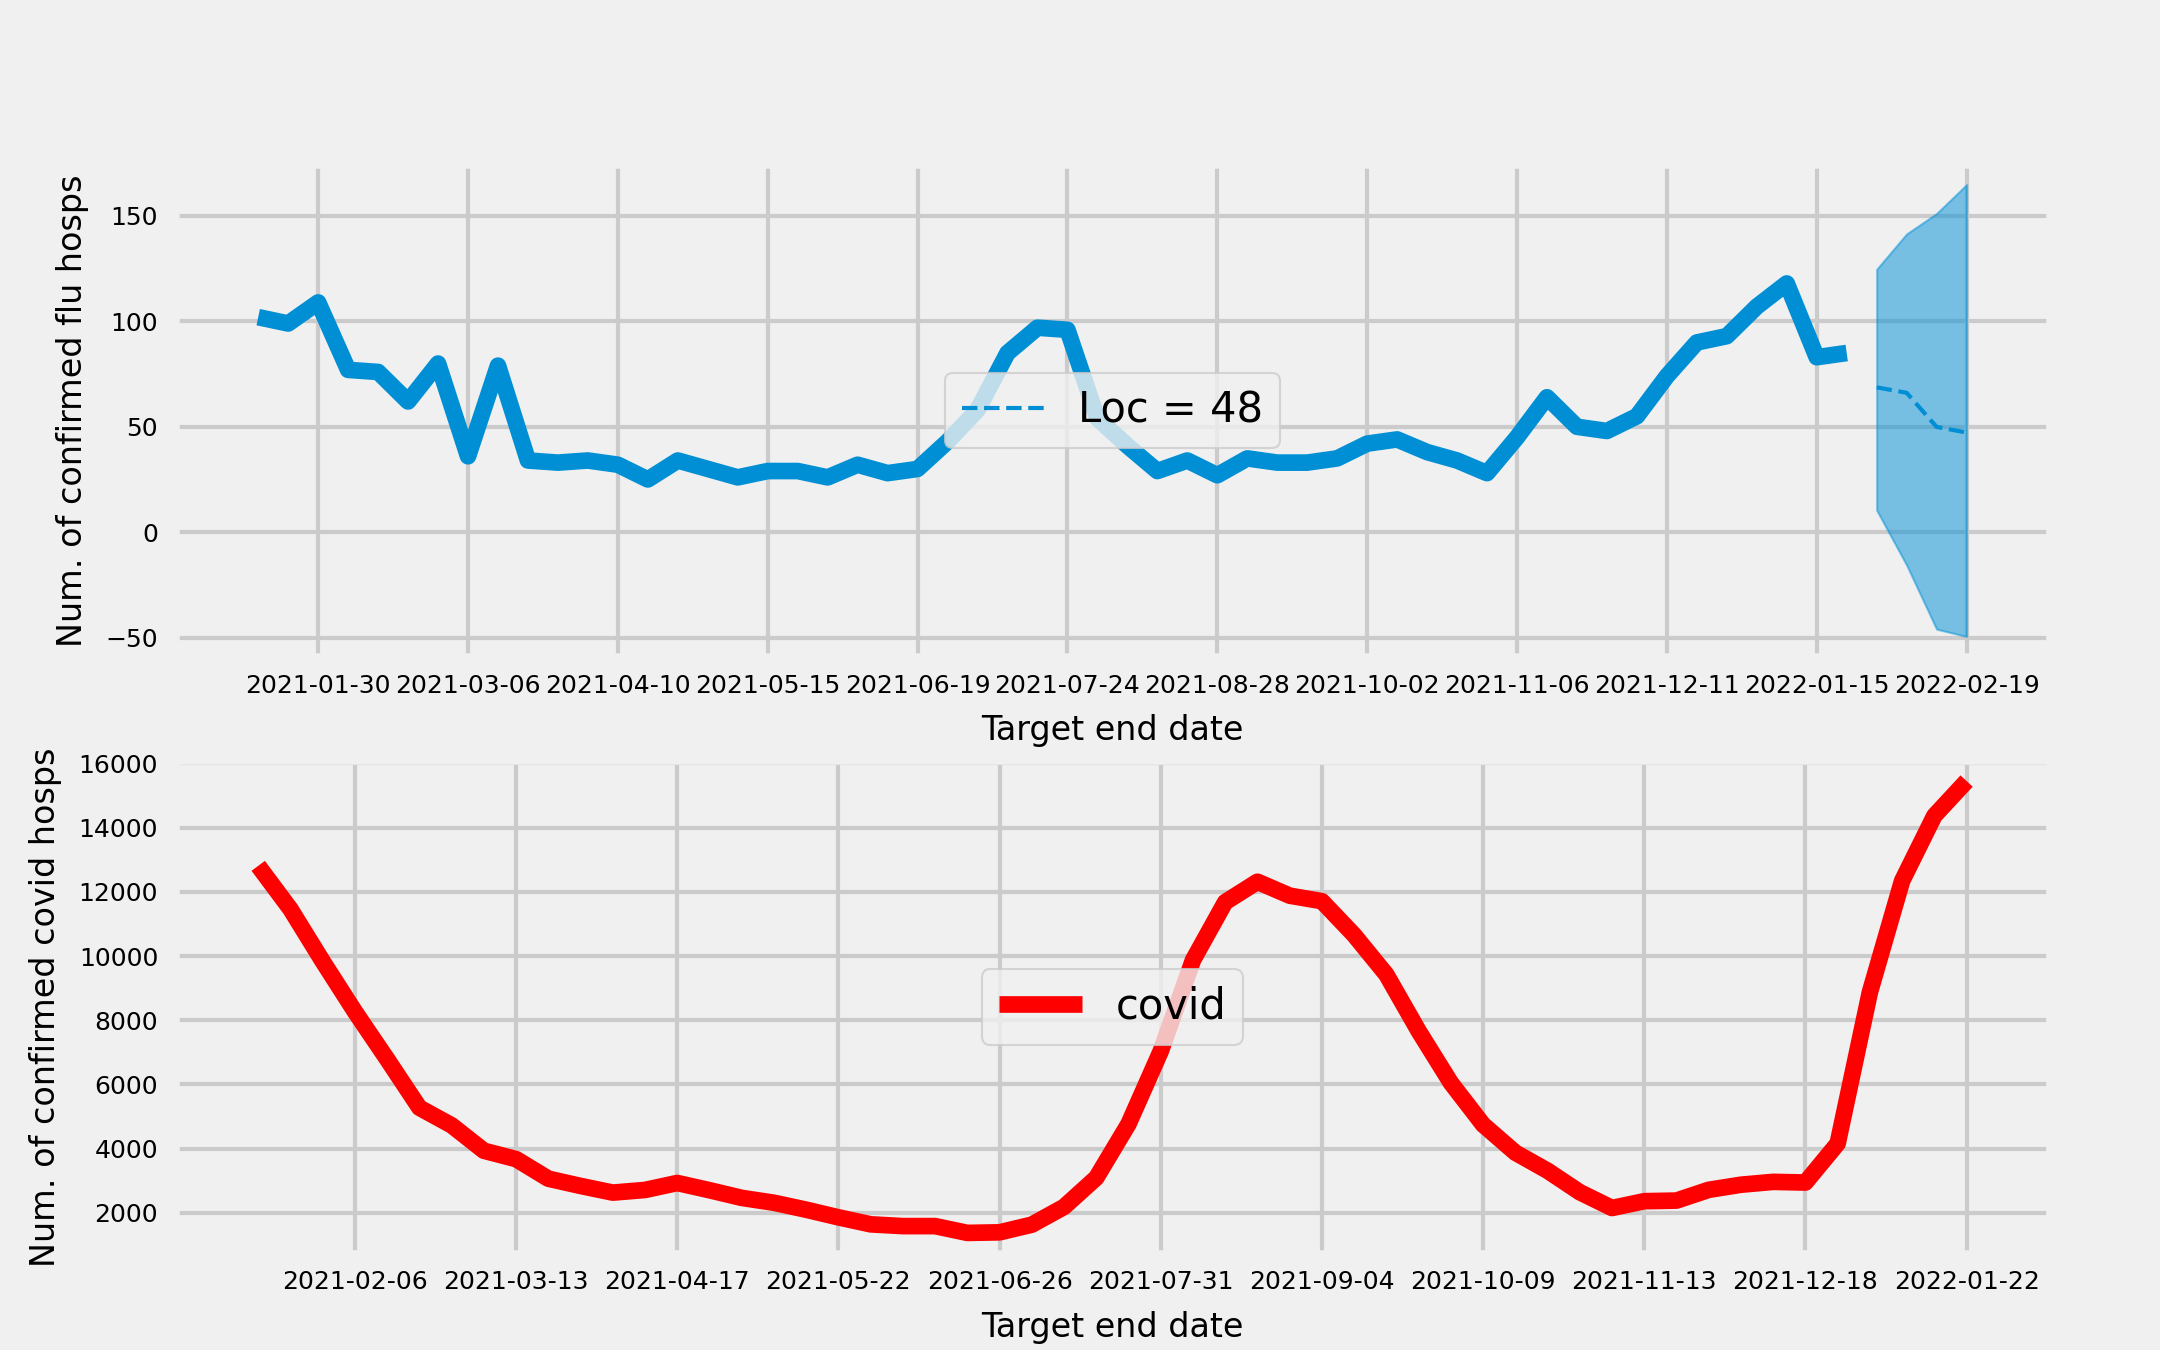 Num. of confirmed flu hosps
150
100
50
0
−50
Loc = 48
2021-01-30 2021-03-06 2021-04-10 2021-05-15 2021-06-19 2021-07-24 2021-08-28 2021-10-02 2021-11-06 2021-12-11 2022-01-15 2022-02-19
Target end date
Num. of confirmed covid hosps
16000
14000
12000
10000
8000
6000
4000
2000
covid
2021-02-06 2021-03-13 2021-04-17 2021-05-22 2021-06-26 2021-07-31 2021-09-04 2021-10-09 2021-11-13 2021-12-18 2022-01-22
Target end date